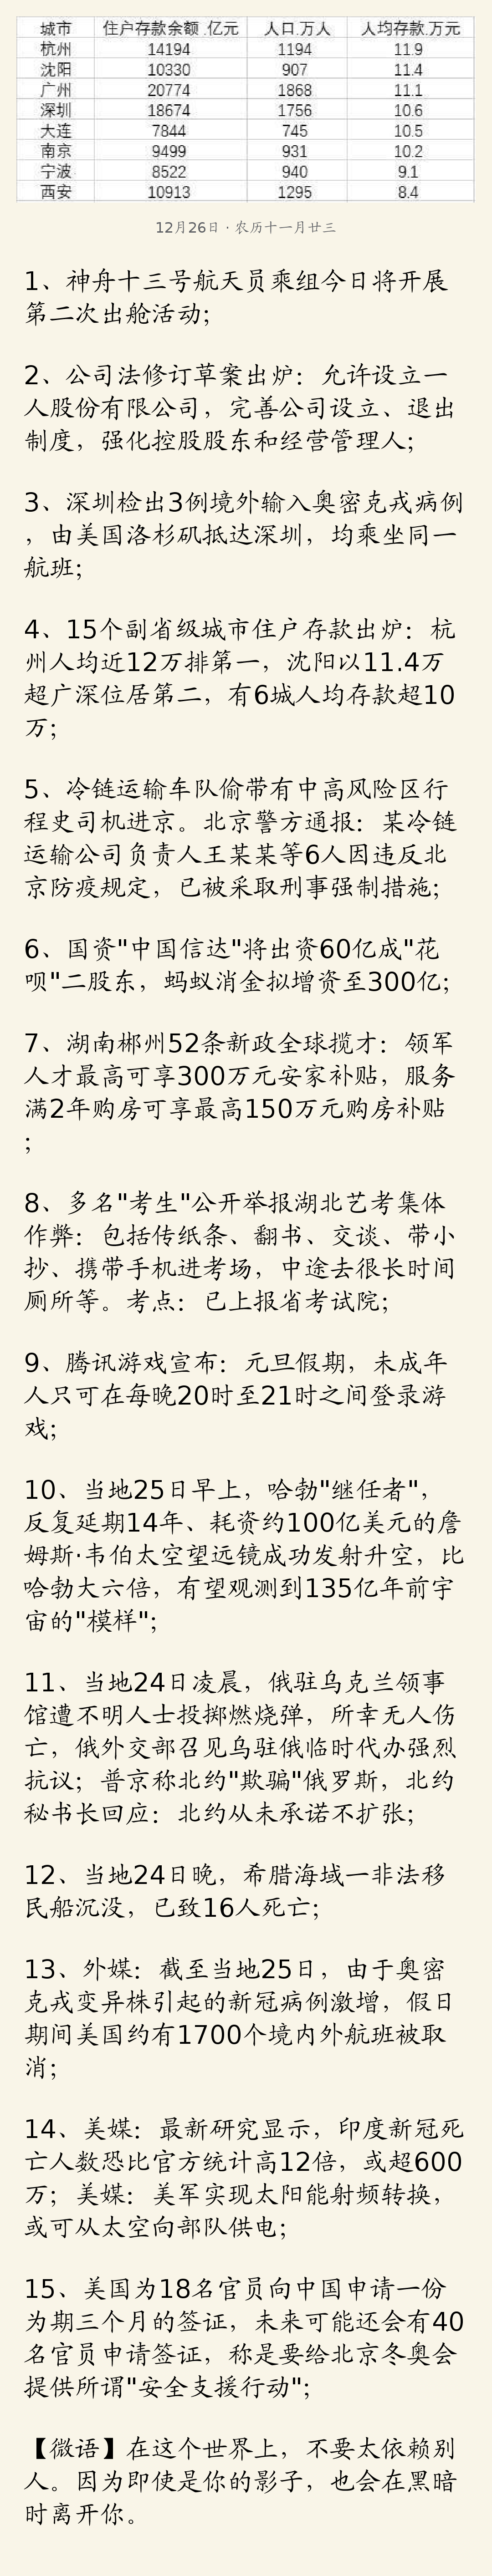 城市 住户存款余额.亿元 人口.万人 人均存款.万元
杭州 14194 1194 11.9
沈阳 10330 907 11.4
广州 20774 1868 11.1
深圳 18674 1756 10.6
大连 7844 745 10.5
南京 9499 931 10.2
宁波 8522 940 9.1
西安 10913 1295 8.4
12月26日·农历十一月廿三
1、神舟十三号航天员乘组今日将开展
第二次出舱活动；
2、公司法修订草案出炉：允许设立一
人股份有限公司，完善公司设立、退出
制度，强化控股股东和经营管理人；
3、深圳检出3例境外输入奥密克戎病例
，由美国洛杉矶抵达深圳，均乘坐同一
航班；
4、15个副省级城市住户存款出炉：杭
州人均近12万排第一，沈阳以11.4万
超广深位居第二，有6城人均存款超10
万；
5、冷链运输车队偷带有中高风险区行
程史司机进京。北京警方通报：某冷链
运输公司负责人王某某等6人因违反北
京防疫规定，已被采取刑事强制措施；
6、国资"中国信达"将出资60亿成"花
呗"二股东，蚂蚁消金拟增资至300亿；
7、湖南郴州52条新政全球揽才：领军
人才最高可享300万元安家补贴，服务
满2年购房可享最高150万元购房补贴
；
8、多名"考生"公开举报湖北艺考集体
作弊：包括传纸条、翻书、交谈、带小
抄、携带手机进考场，中途去很长时间
厕所等。考点：已上报省考试院；
9、腾讯游戏宣布：元旦假期，未成年
人只可在每晚20时至21时之间登录游
戏；
10、当地25日早上，哈勃"继任者"，
反复延期14年、耗资约100亿美元的詹
姆斯·韦伯太空望远镜成功发射升空，比
哈勃大六倍，有望观测到135亿年前宇
宙的"模样"；
11、当地24日凌晨，俄驻乌克兰领事
馆遭不明人士投掷燃烧弹，所幸无人伤
亡，俄外交部召见乌驻俄临时代办强烈
抗议；普京称北约"欺骗"俄罗斯，北约
秘书长回应：北约从未承诺不扩张；
12、当地24日晚，希腊海域一非法移
民船沉没，已致16人死亡；
13、外媒：截至当地25日，由于奥密
克戎变异株引起的新冠病例激增，假日
期间美国约有1700个境内外航班被取
消；
14、美媒：最新研究显示，印度新冠死
亡人数恐比官方统计高12倍，或超600
万；美媒：美军实现太阳能射频转换，
或可从太空向部队供电；
15、美国为18名官员向中国申请一份
为期三个月的签证，未来可能还会有40
名官员申请签证，称是要给北京冬奥会
提供所谓"安全支援行动"；
【微语】在这个世界上，不要太依赖别
人。因为即使是你的影子，也会在黑暗
时离开你。